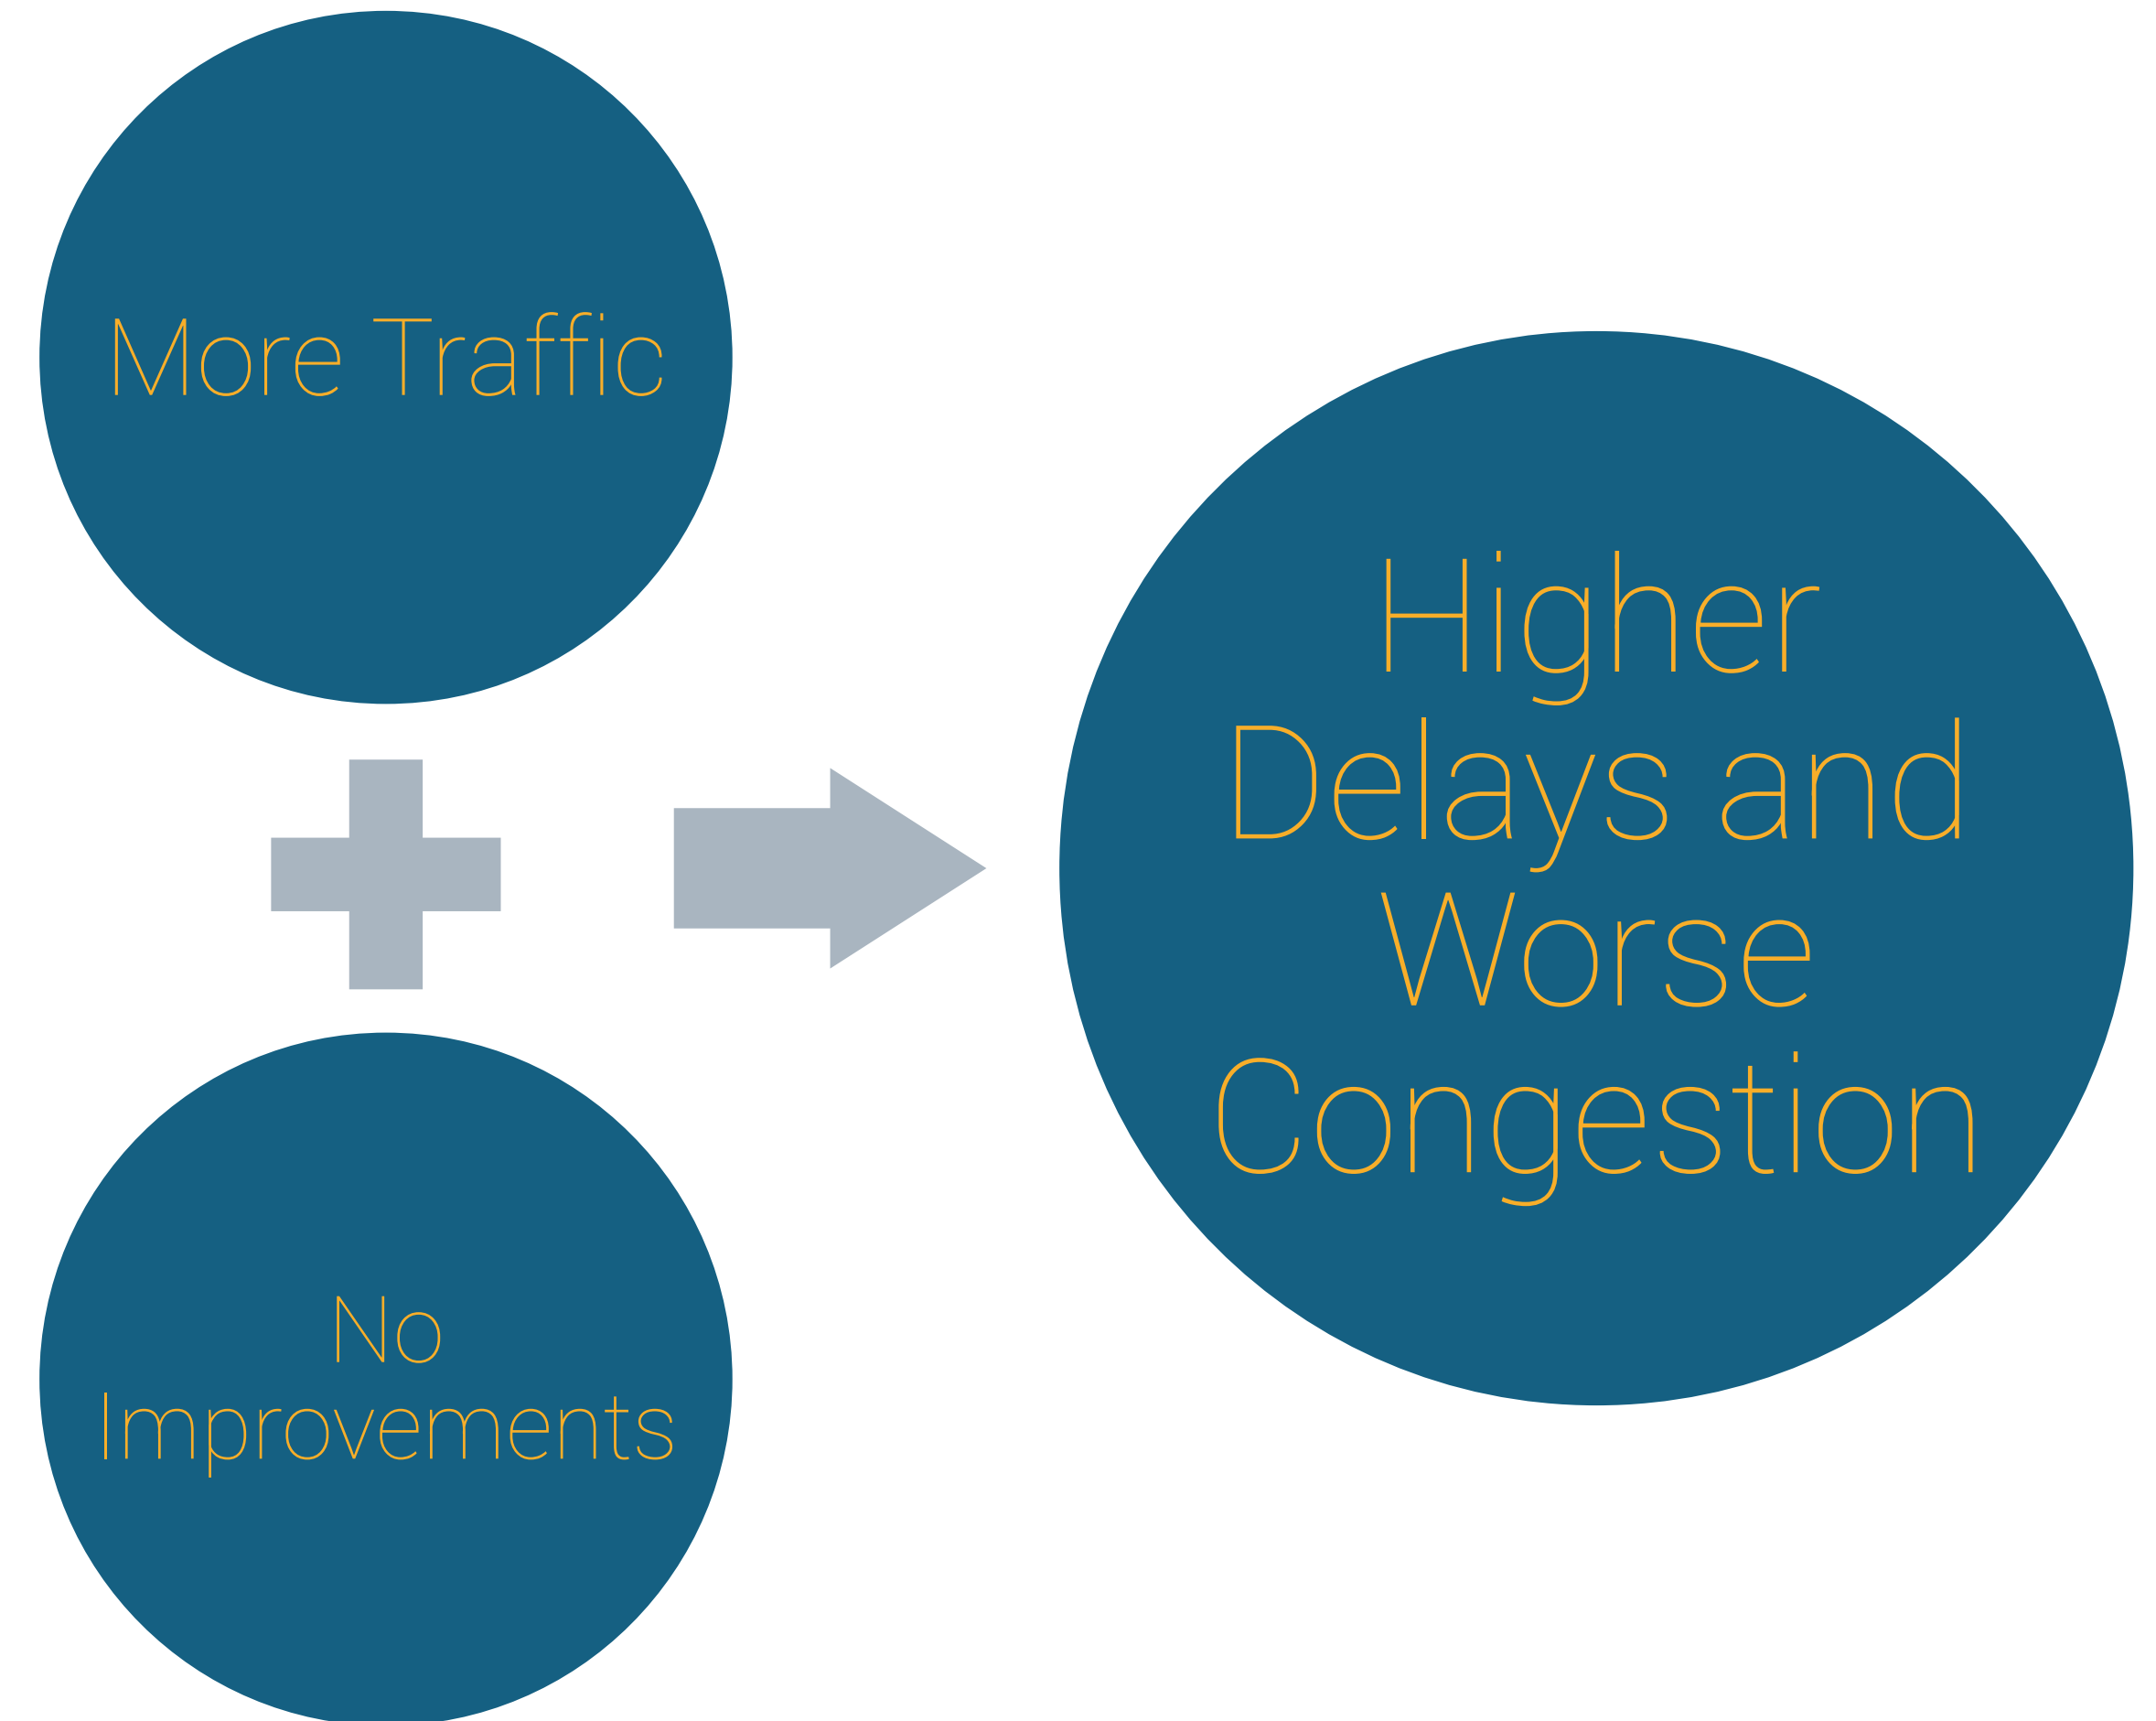 More Traffic
No
Improvements
Higher
Delays and
Worse
Congestion